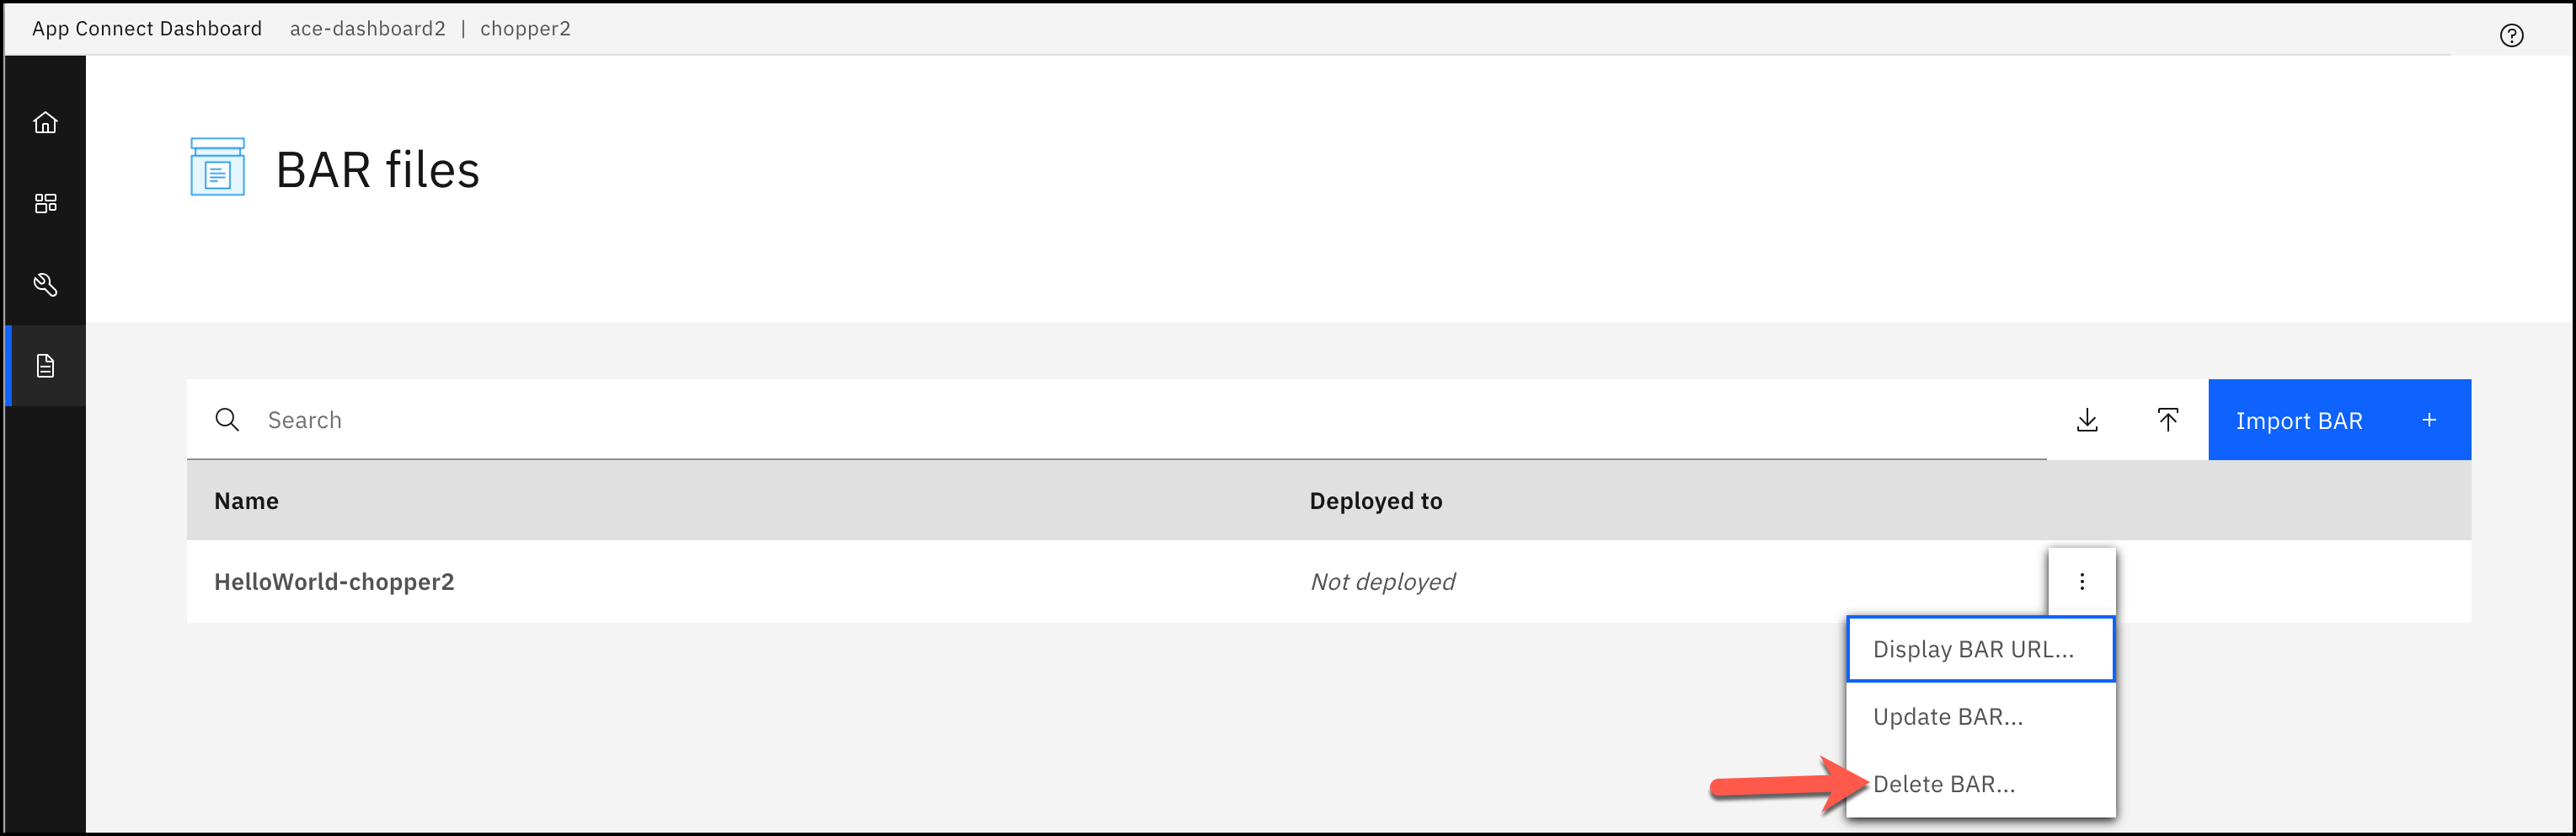 App Connect Dashboard ace-dashboard2 | chopper2
BAR files
Search
Import BAR +
Name Deployed to
HelloWorld-chopper2 Not deployed
Display BAR URL...
Update BAR...
Delete BAR...